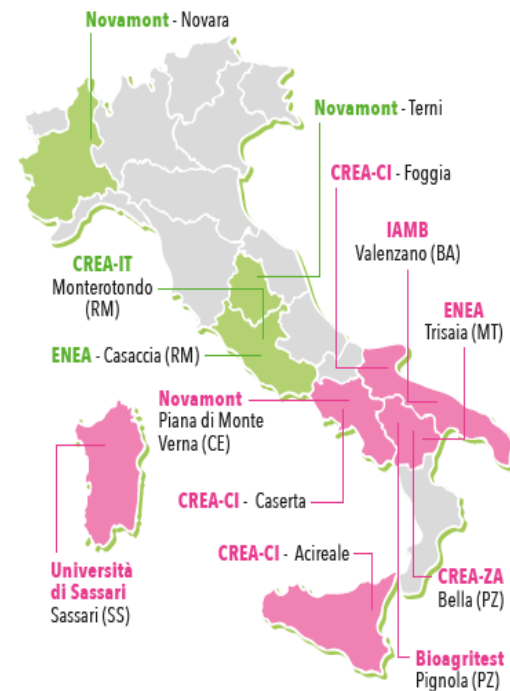 Novamont - Novara
Novamont - Terni
CREA-CI - Foggia
IAMB
Valenzano (BA)
CREA-IT
Monterotondo
(RM)
ENEA
Trisaia (MT)
ENEA - Casaccia (RM)
Novamont
Piana di Monte
Verna (CE)
CREA-CI - Caserta
CREA-CI - Acireale
Università
di Sassari
Sassari (SS)
CREA-ZA
Bella (PZ)
Bioagritest
Pignola (PZ)